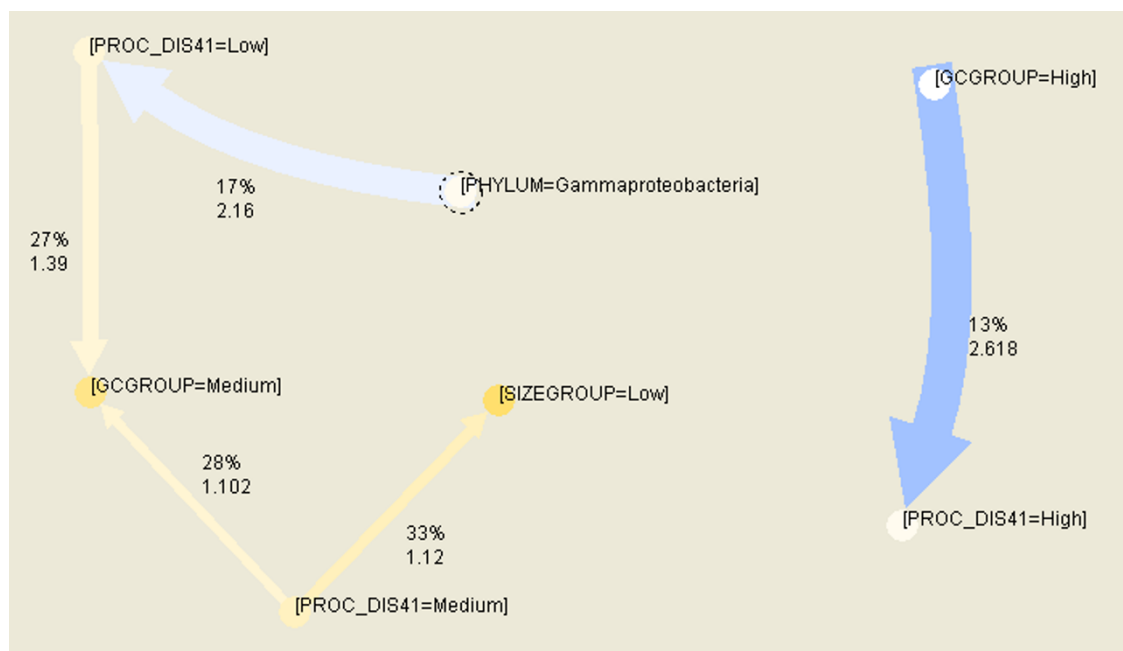 [PROC_DIS41=Low]
[GCGROUP=High]
[PHYLUM=Gammaproteobacteria]
17%
2.16
27%
1.39
13%
2.618
[GCGROUP=Medium]
[SIZEGROUP=Low]
28%
1.102
33%
1.12
[PROC_DIS41=High]
[PROC_DIS41=Medium]